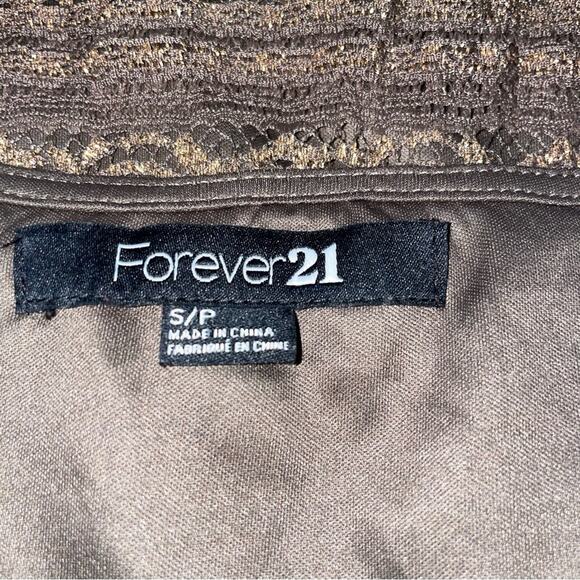 Forever21
S/P
MADE IN CHINA
FABRIQUÉ EN CHINE